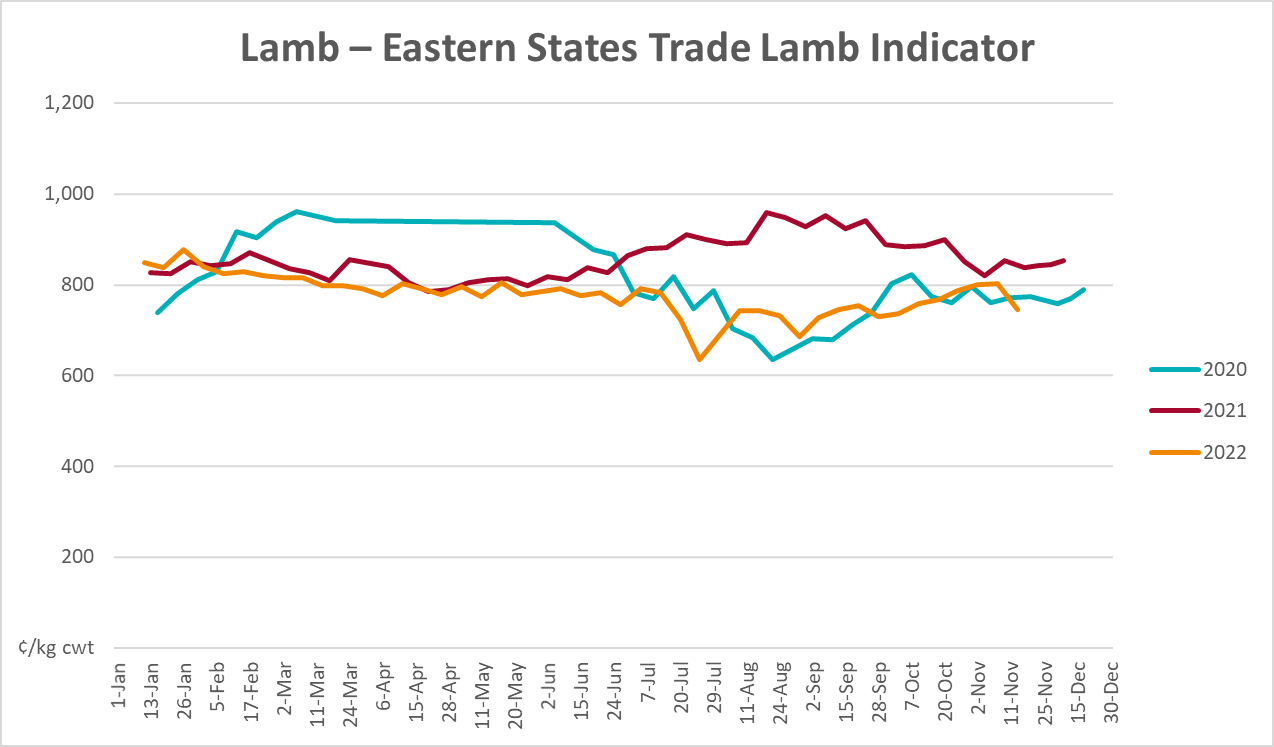 Lamb – Eastern States Trade Lamb Indicator
1,200
1,000
800
600
400
200
¢/kg cwt
1-Jan
13-Jan
26-Jan
5-Feb
17-Feb
2-Mar
11-Mar
24-Mar
6-Apr
15-Apr
28-Apr
11-May
20-May
2-Jun
15-Jun
24-Jun
7-Jul
20-Jul
29-Jul
11-Aug
24-Aug
2-Sep
15-Sep
28-Sep
7-Oct
20-Oct
2-Nov
11-Nov
25-Nov
15-Dec
30-Dec
2020
2021
2022